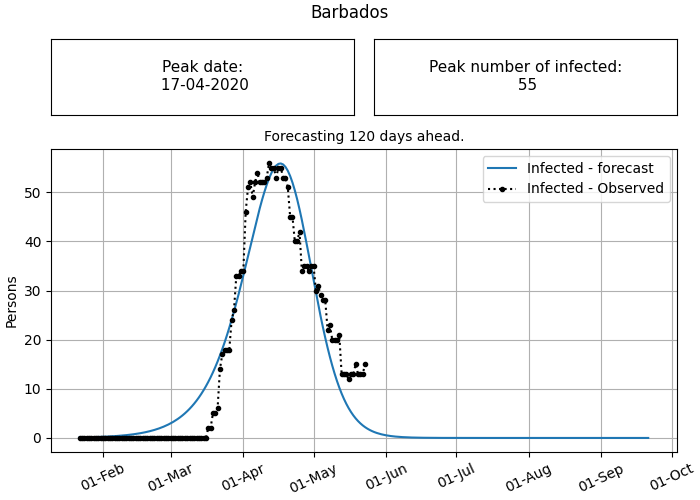 Barbados
Peak date:
17-04-2020
Peak number of infected:
55
Forecasting 120 days ahead.
Infected - forecast
Infected - Observed
Persons
50
40
30
20
10
0
01-Feb
01-Mar
01-Apr
01-May
01-Jun
01-Jul
01-Aug
01-Sep
01-Oct